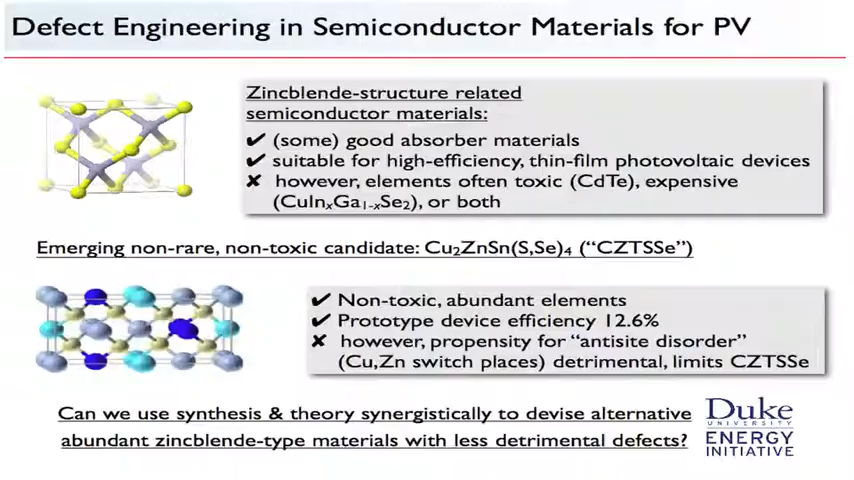 Defect Engineering in Semiconductor Materials for PV
Zincblende-structure related
semiconductor materials:
✔ (some) good absorber materials
✔ suitable for high-efficiency, thin-film photovoltaic devices
✘ however, elements often toxic (CdTe), expensive
(CuInₓGa₁₋ₓSe₂), or both
Emerging non-rare, non-toxic candidate: Cu₂ZnSn(S,Se)₄ (“CZTSSe”)
✔ Non-toxic, abundant elements
✔ Prototype device efficiency 12.6%
✘ however, propensity for “antisite disorder”
(Cu,Zn switch places) detrimental, limits CZTSSe
Can we use synthesis & theory synergistically to devise alternative
abundant zincblende-type materials with less detrimental defects?
Duke
UNIVERSITY
ENERGY
INITIATIVE